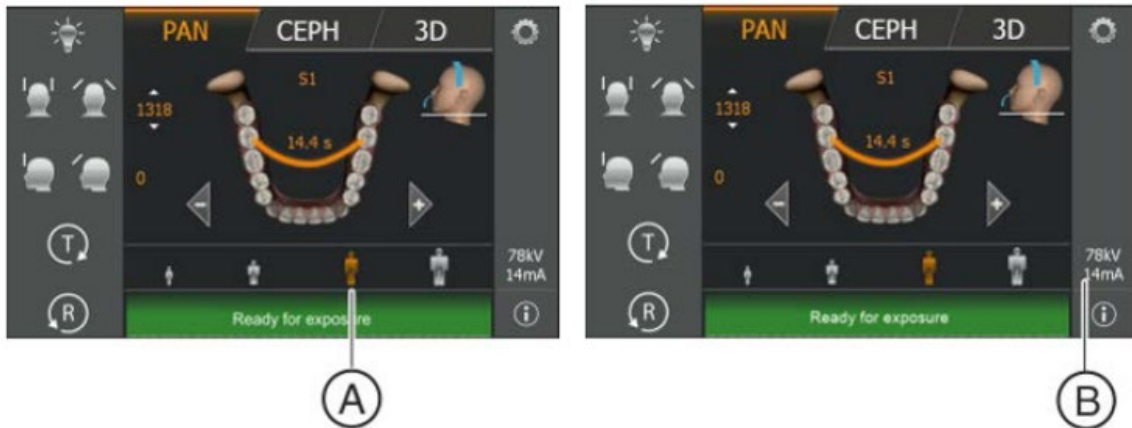 PAN CEPH 3D
S1
1318
14.4 s
0
T
78kV
14mA
R
Ready for exposure
A
PAN CEPH 3D
S1
1318
14.4 s
0
T
78kV
14mA
R
Ready for exposure
B